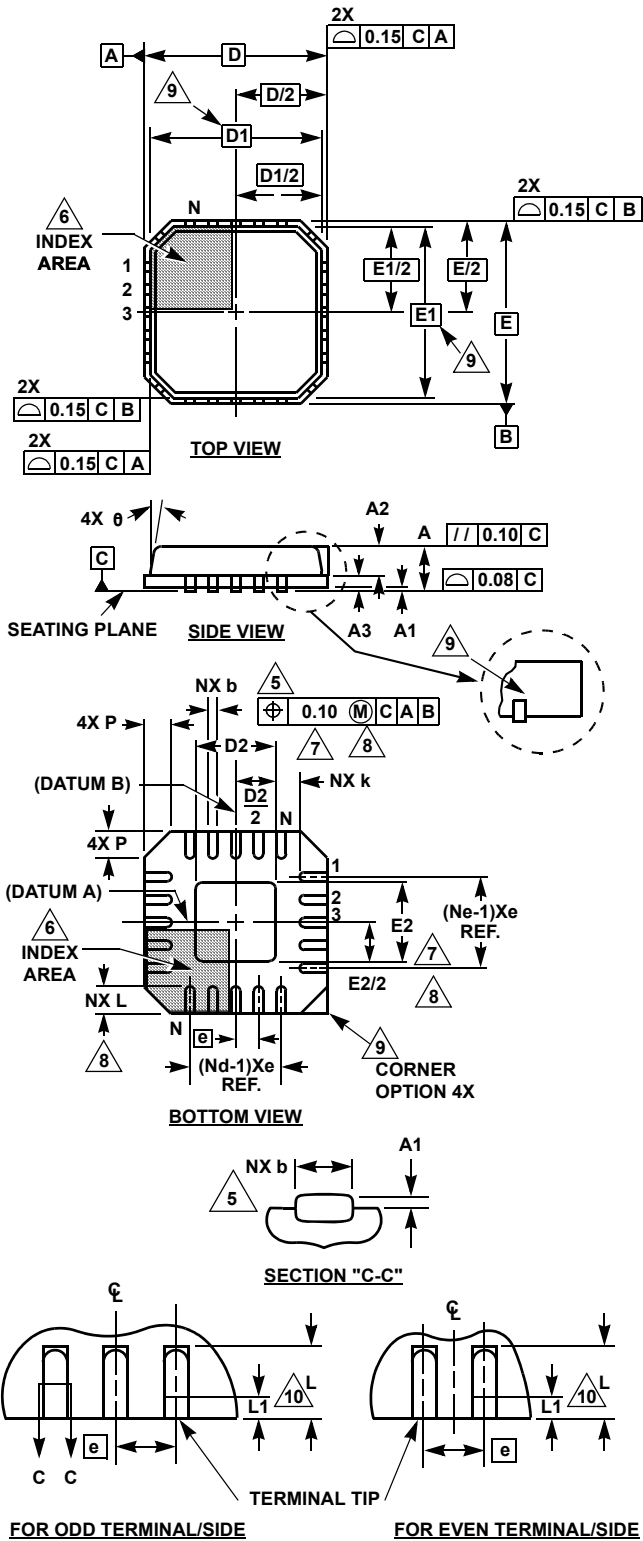 2X
0.15 C A
A
D
D/2
9
D1
D1/2
2X
0.15 C B
6
INDEX
AREA
N
1
2
3
E1/2
E/2
E1
E
9
2X
0.15 C B
2X
0.15 C A
B
TOP VIEW
4X θ
A2
A
// 0.10 C
C
0.08 C
SEATING PLANE
SIDE VIEW
A3
A1
9
NX b
5
4X P
⌖ 0.10 Ⓜ C A B
D2
7
8
(DATUM B)
D2
2
NX k
N
4X P
1
2
3
(DATUM A)
6
INDEX
AREA
E2
(Ne-1)Xe
REF.
7
E2/2
8
NX L
8
N
e
(Nd-1)Xe
REF.
9
CORNER
OPTION 4X
BOTTOM VIEW
NX b
A1
5
SECTION "C-C"
℄
L
10
L1
e
C C
℄
L
10
L1
e
TERMINAL TIP
FOR ODD TERMINAL/SIDE
FOR EVEN TERMINAL/SIDE